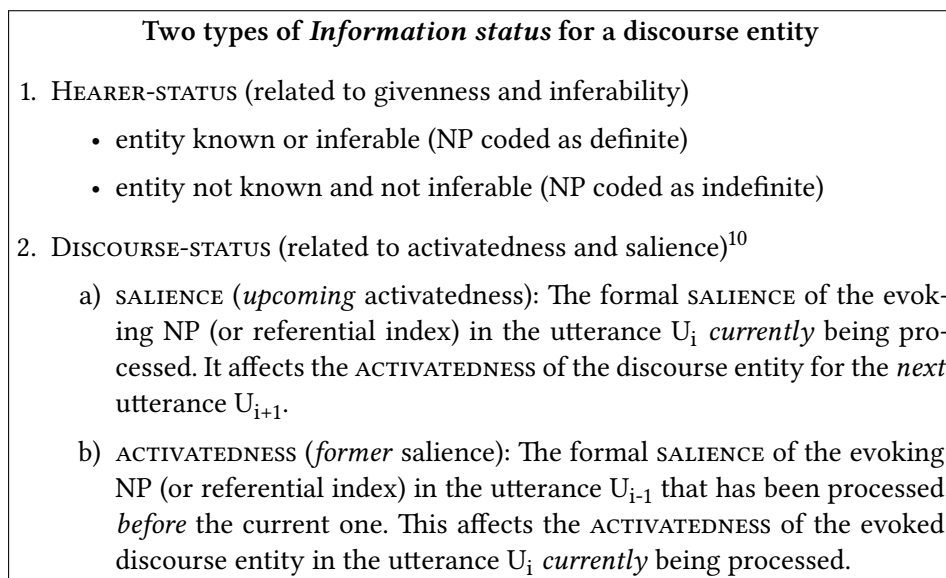 Two types of Information status for a discourse entity
1. HEARER-STATUS (related to givenness and inferability)
• entity known or inferable (NP coded as definite)
• entity not known and not inferable (NP coded as indefinite)
2. DISCOURSE-STATUS (related to activatedness and salience)10
a) SALIENCE (upcoming activatedness): The formal SALIENCE of the evok-
ing NP (or referential index) in the utterance Ui currently being pro-
cessed. It affects the ACTIVATEDNESS of the discourse entity for the next
utterance Ui+1.
b) ACTIVATEDNESS (former salience): The formal SALIENCE of the evoking
NP (or referential index) in the utterance Ui-1 that has been processed
before the current one. This affects the ACTIVATEDNESS of the evoked
discourse entity in the utterance Ui currently being processed.